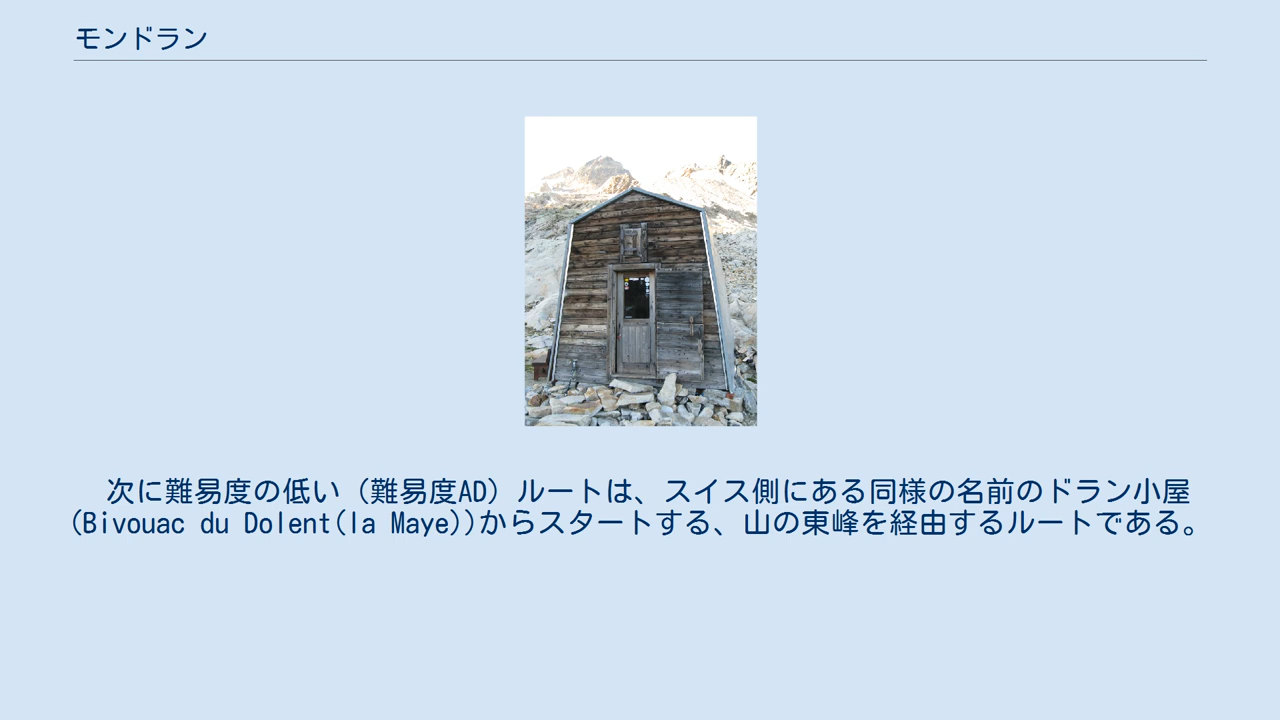 モンドラン
次に難易度の低い（難易度AD）ルートは、スイス側にある同様の名前のドラン小屋
(Bivouac du Dolent(la Maye))からスタートする、山の東峰を経由するルートである。